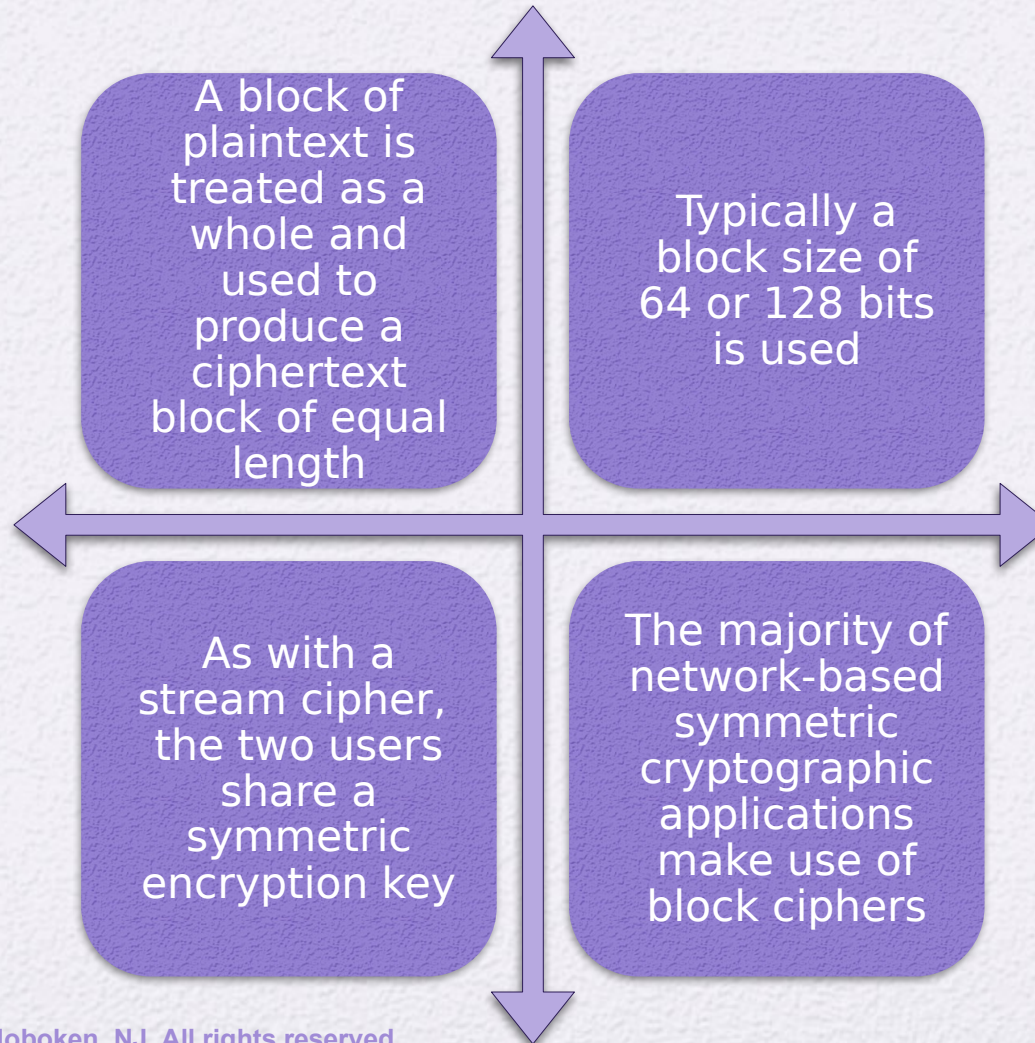 A block of
plaintext is
treated as a
whole and
used to
produce a
ciphertext
block of equal
length
Typically a
block size of
64 or 128 bits
is used
As with a
stream cipher,
the two users
share a
symmetric
encryption key
The majority of
network-based
symmetric
cryptographic
applications
make use of
block ciphers
Hoboken, NJ. All rights reserved